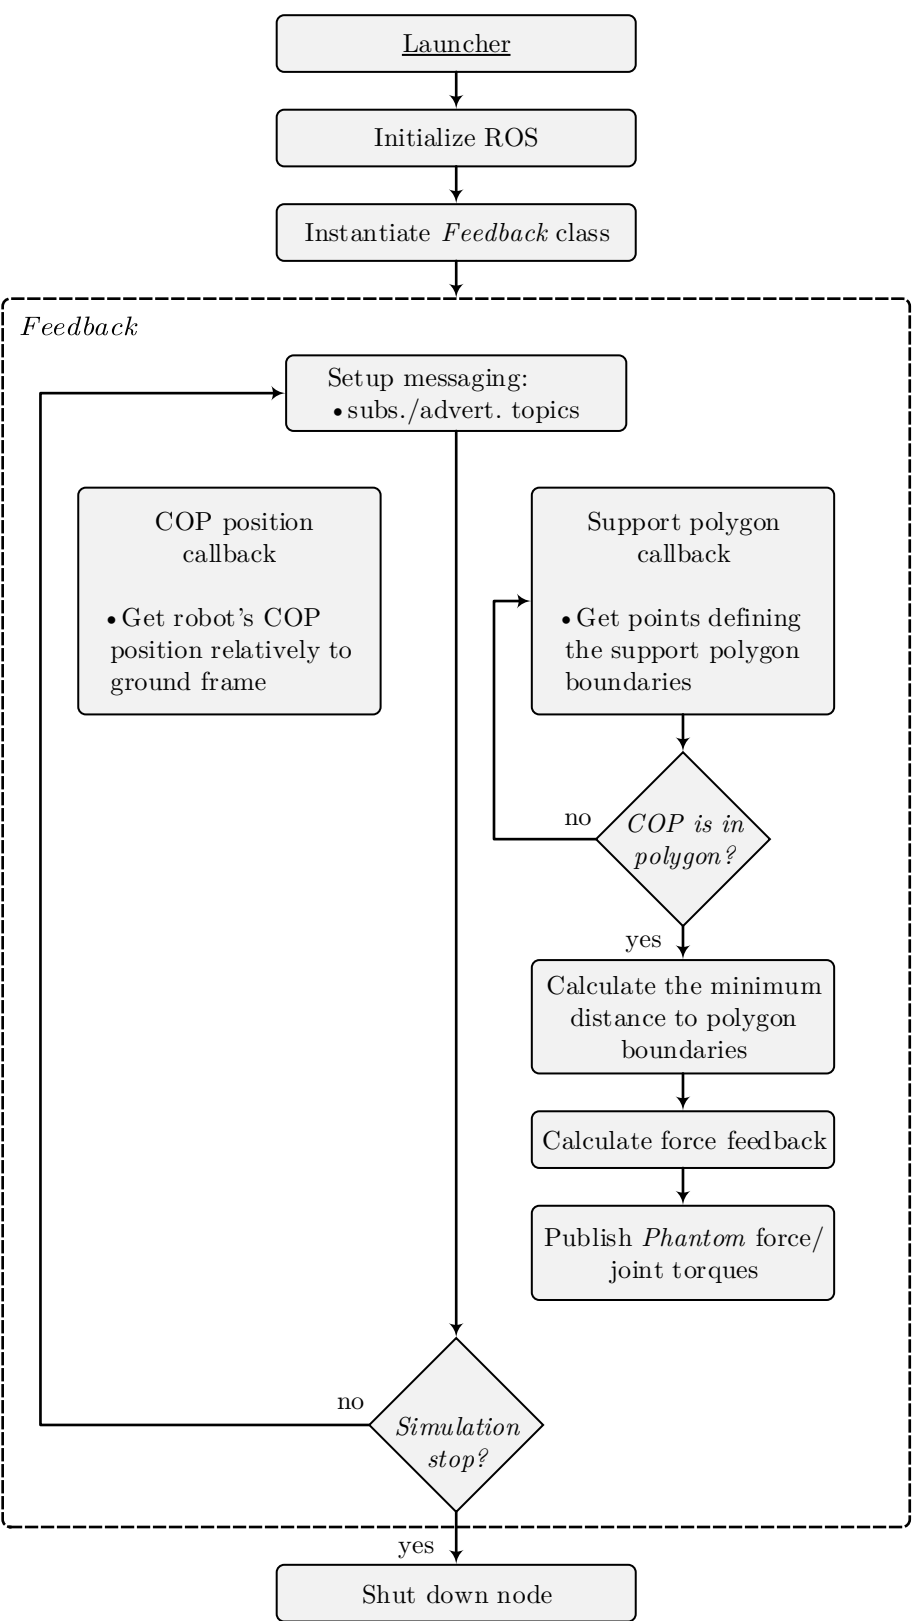 Launcher
Initialize ROS
Instantiate Feedback class
Feedback
Setup messaging:
• subs./advert. topics
COP position
callback
• Get robot's COP
position relatively to
ground frame
Support polygon
callback
• Get points defining
the support polygon
boundaries
no
COP is in
polygon?
yes
Calculate the minimum
distance to polygon
boundaries
Calculate force feedback
Publish Phantom force/
joint torques
no
Simulation
stop?
yes
Shut down node